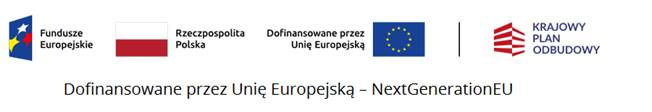 Fundusze
Europejskie
Rzeczpospolita
Polska
Dofinansowane przez
Unię Europejską
KRAJOWY
PLAN
ODBUDOWY
Dofinansowane przez Unię Europejską – NextGenerationEU